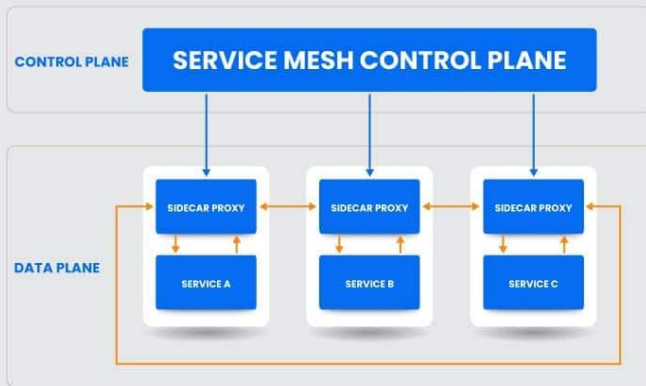 CONTROL PLANE
SERVICE MESH CONTROL PLANE
SIDECAR PROXY
SIDECAR PROXY
SIDECAR PROXY
DATA PLANE
SERVICE A
SERVICE B
SERVICE C